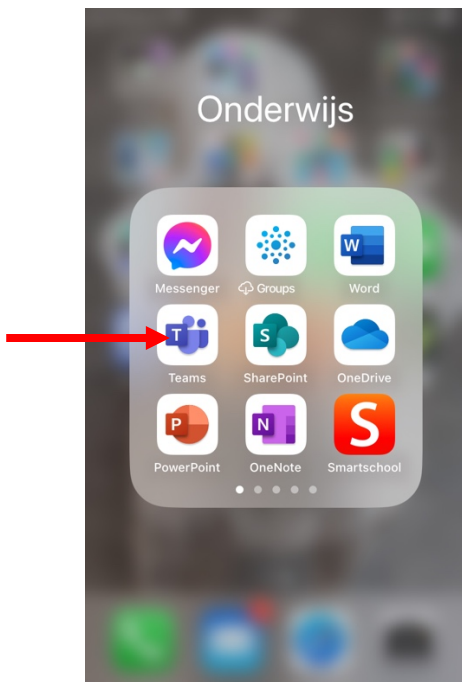 Onderwijs
Messenger Groups Word
Teams SharePoint OneDrive
PowerPoint OneNote Smartschool
W
T S
P N S